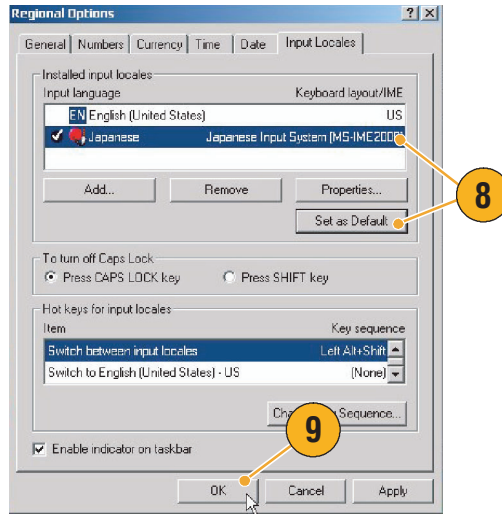 Regional Options
General Numbers Currency Time Date Input Locales
Installed input locales
Input language Keyboard layout/IME
EN English (United States) US
Japanese Japanese Input System (MS-IME2000)
Add... Remove Properties...
Set as Default
8
To turn off Caps Lock
Press CAPS LOCK key Press SHIFT key
Hot keys for input locales
Item Key sequence
Switch between input locales Left Alt+Shift
Switch to English (United States) - US (None)
Sequence...
9
Enable indicator on taskbar
OK Cancel Apply